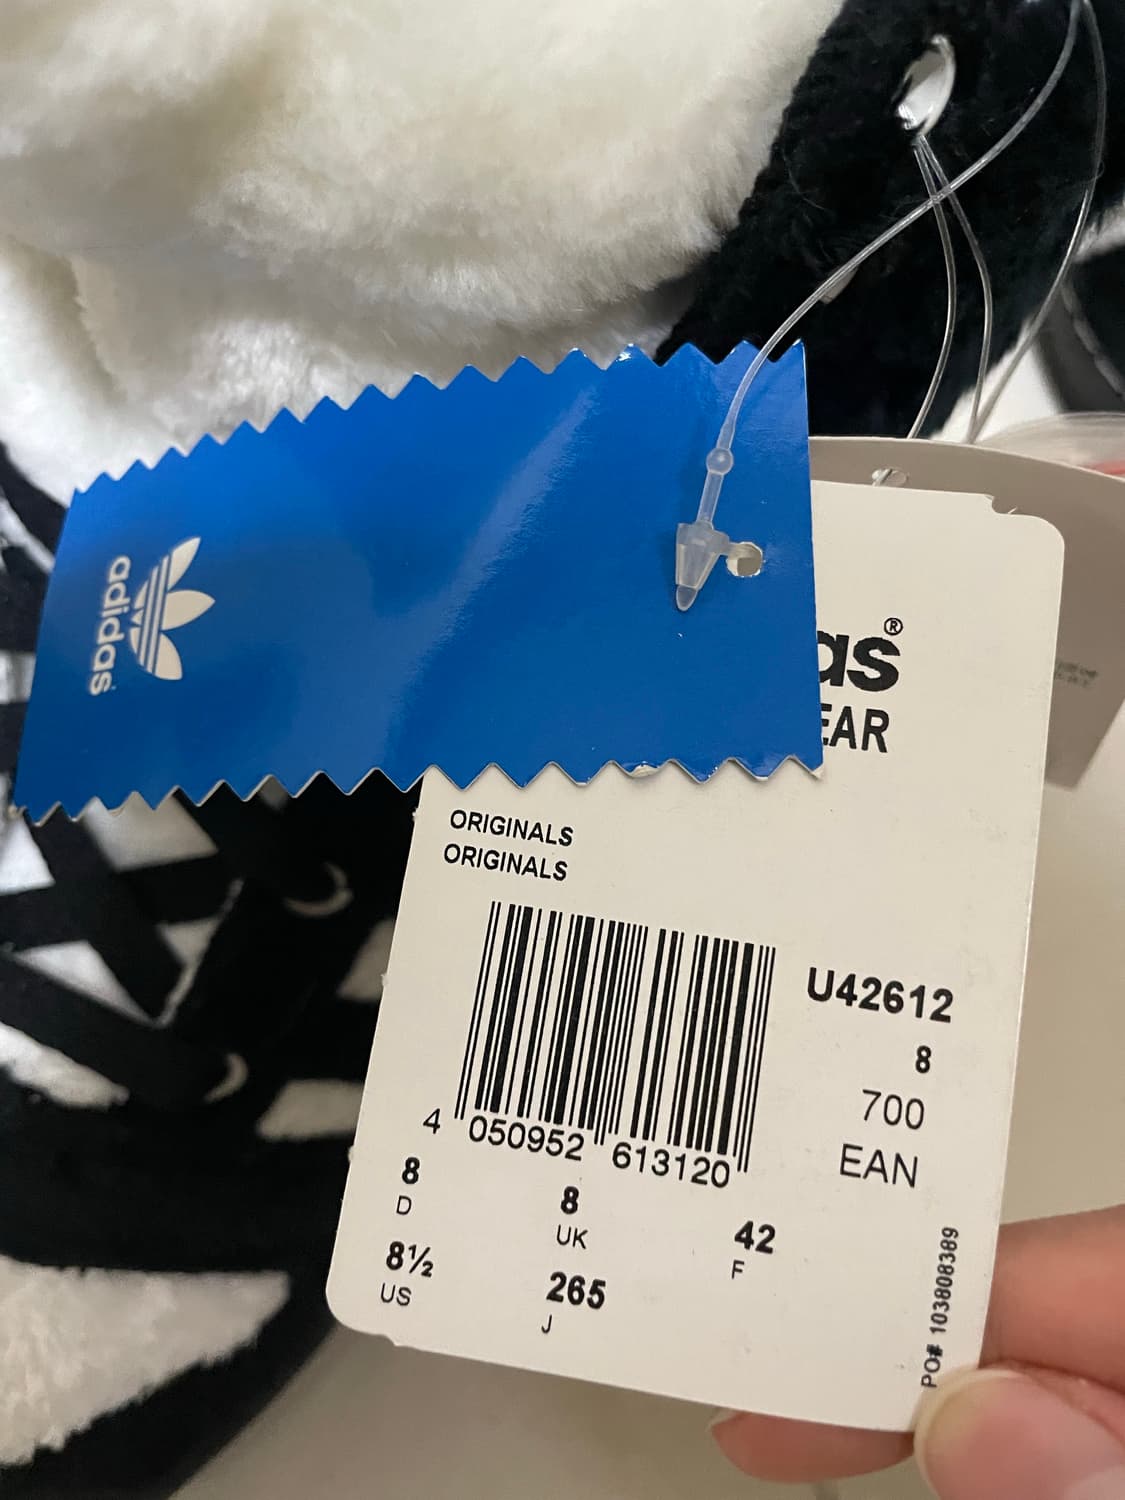 adidas
as®
EAR
ORIGINALS
ORIGINALS
U42612
8
700
EAN
4 050952 613120
8
D
8
UK
42
F
8½
US
265
J
PO# 103808389